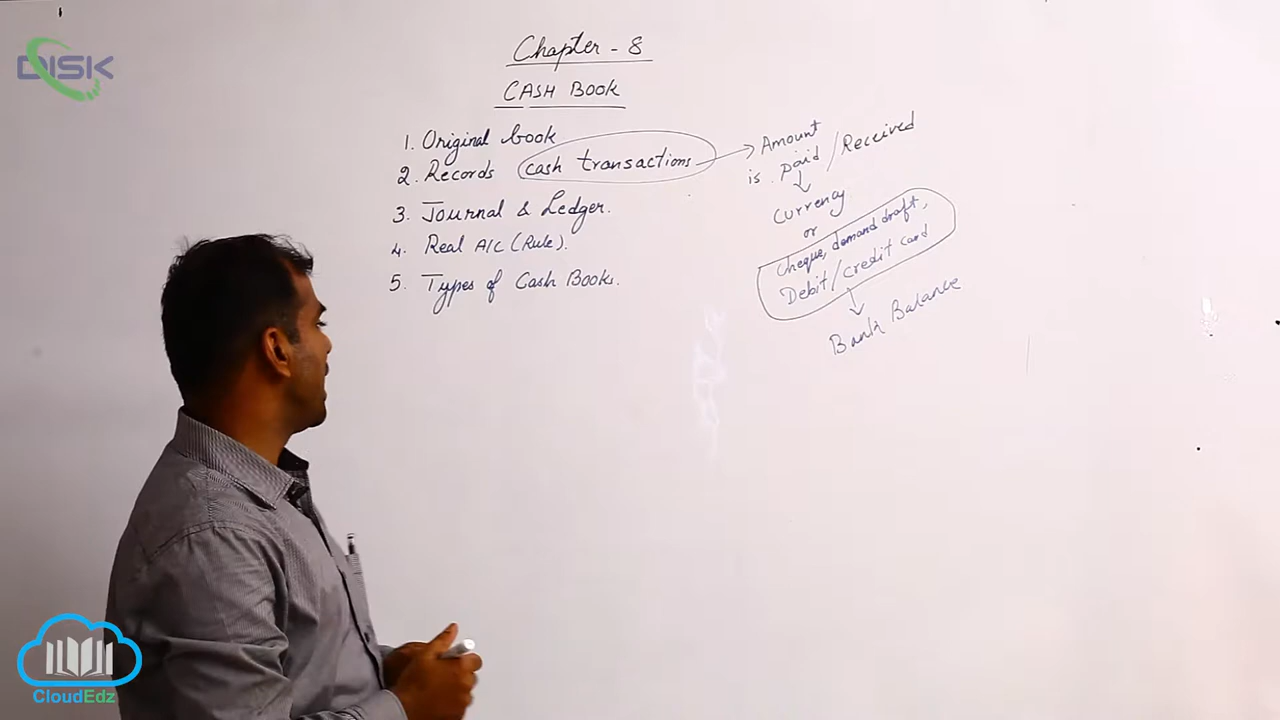 DISK
Chapter - 8
CASH BOOK
1. Original book
2. Records cash transactions
3. Journal & Ledger.
4. Real A/C (Rule).
5. Types of Cash Books.
Amount
is paid / Received
Currency
or
cheque, demand draft,
Debit/credit card
Bank Balance
CloudEdz